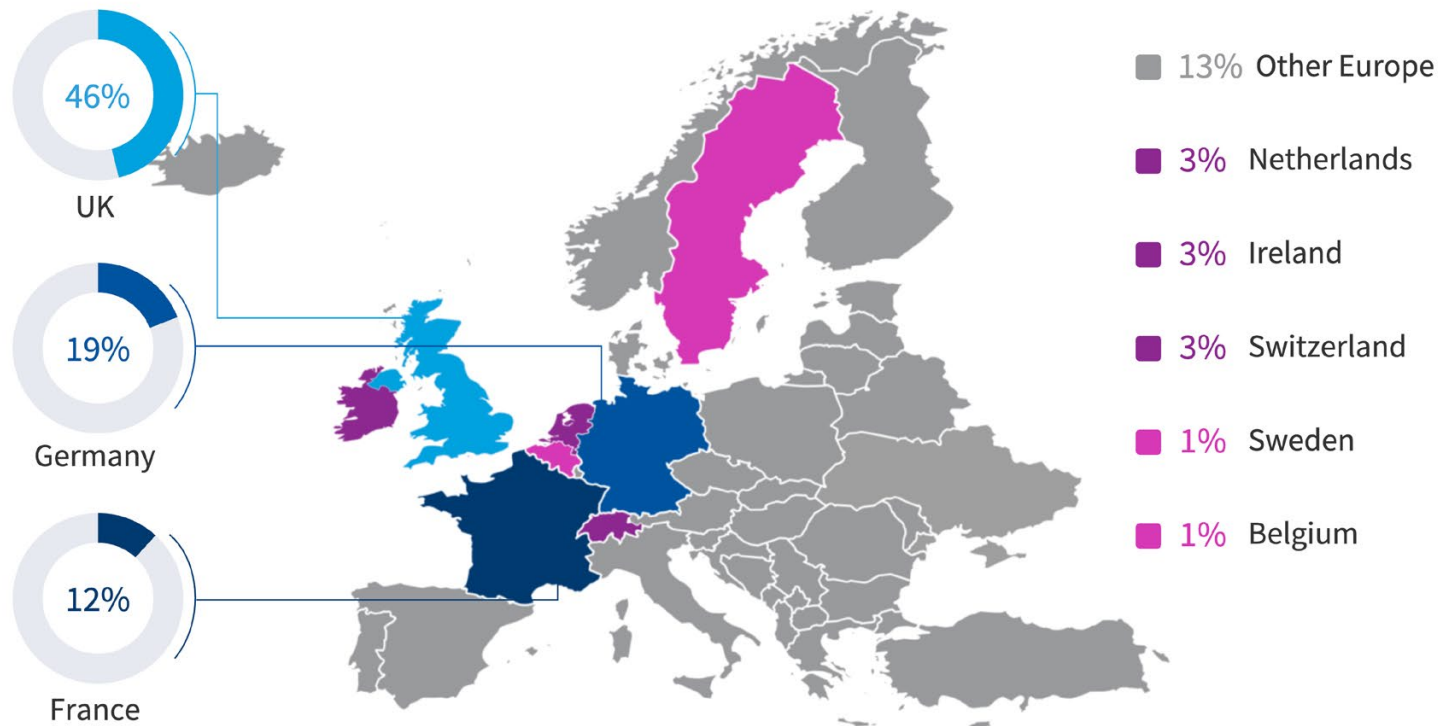 46%
UK
19%
Germany
12%
France
13% Other Europe
3% Netherlands
3% Ireland
3% Switzerland
1% Sweden
1% Belgium